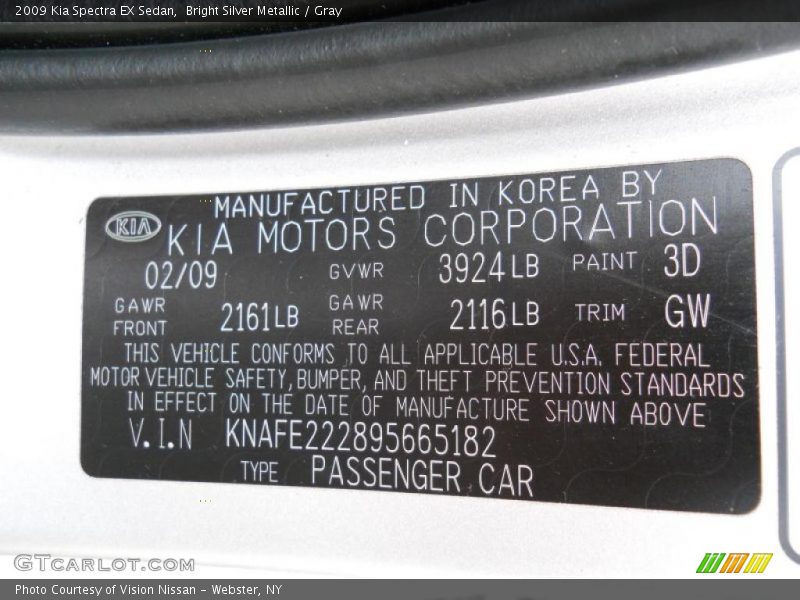 2009 Kia Spectra EX Sedan,  Bright Silver Metallic / Gray
MANUFACTURED IN KOREA BY
KIA KIA MOTORS CORPORATION
02/09 GVWR 3924LB PAINT 3D
GAWR FRONT 2161LB GAWR REAR 2116LB TRIM GW
THIS VEHICLE CONFORMS TO ALL APPLICABLE U.S.A. FEDERAL
MOTOR VEHICLE SAFETY, BUMPER, AND THEFT PREVENTION STANDARDS
IN EFFECT ON THE DATE OF MANUFACTURE SHOWN ABOVE
V.I.N KNAFE222895665182
TYPE PASSENGER CAR
GTCARLOT.COM
Photo Courtesy of Vision Nissan - Webster, NY